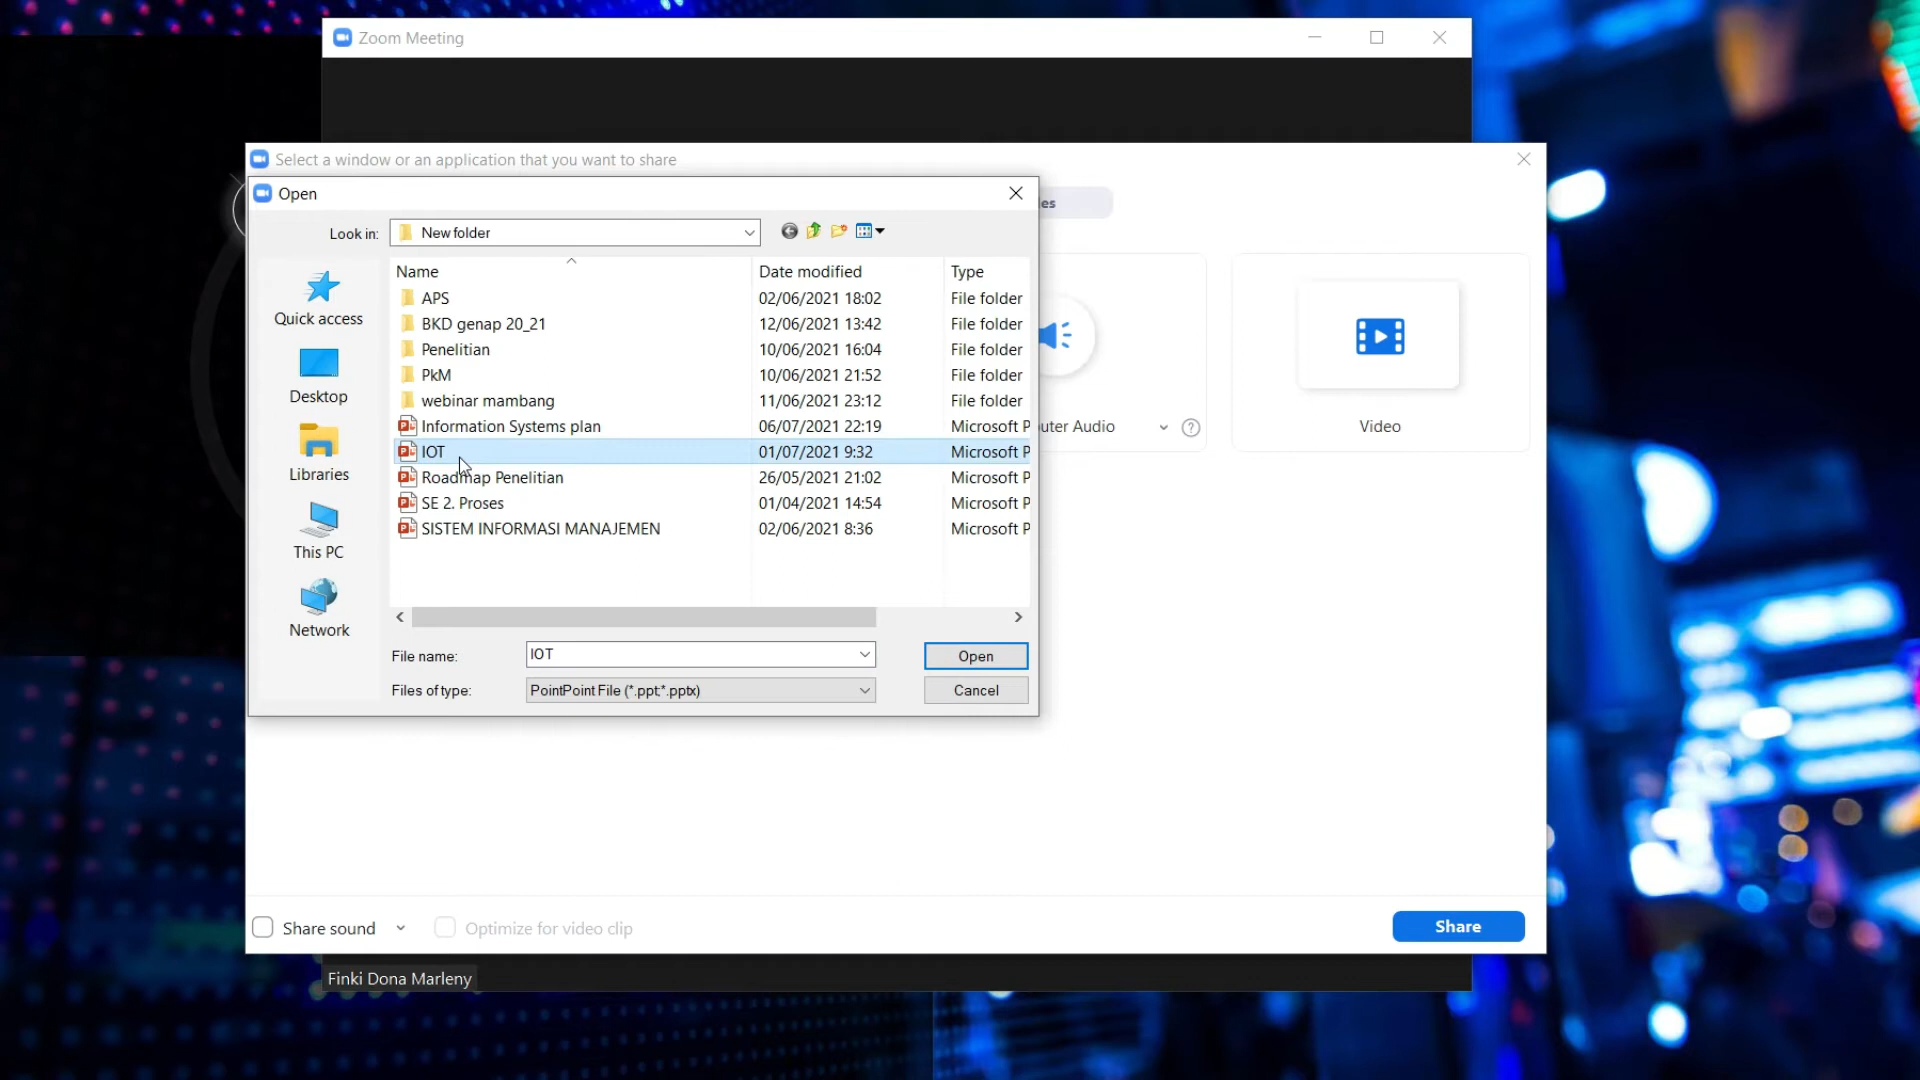 Zoom Meeting
Select a window or an application that you want to share
Open
Look in: New folder
Name Date modified Type
APS 02/06/2021 18:02 File folder
BKD genap 20_21 12/06/2021 13:42 File folder
Penelitian 10/06/2021 16:04 File folder
PkM 10/06/2021 21:52 File folder
webinar mambang 11/06/2021 23:12 File folder
Information Systems plan 06/07/2021 22:19 Microsoft P
IOT 01/07/2021 9:32 Microsoft P
Roadmap Penelitian 26/05/2021 21:02 Microsoft P
SE 2. Proses 01/04/2021 14:54 Microsoft P
SISTEM INFORMASI MANAJEMEN 02/06/2021 8:36 Microsoft P
Quick access
Desktop
Libraries
This PC
Network
File name: IOT Open
Files of type: PointPoint File (*.ppt;*.pptx) Cancel
es
uter Audio
Video
Share sound
Optimize for video clip
Share
Finki Dona Marleny